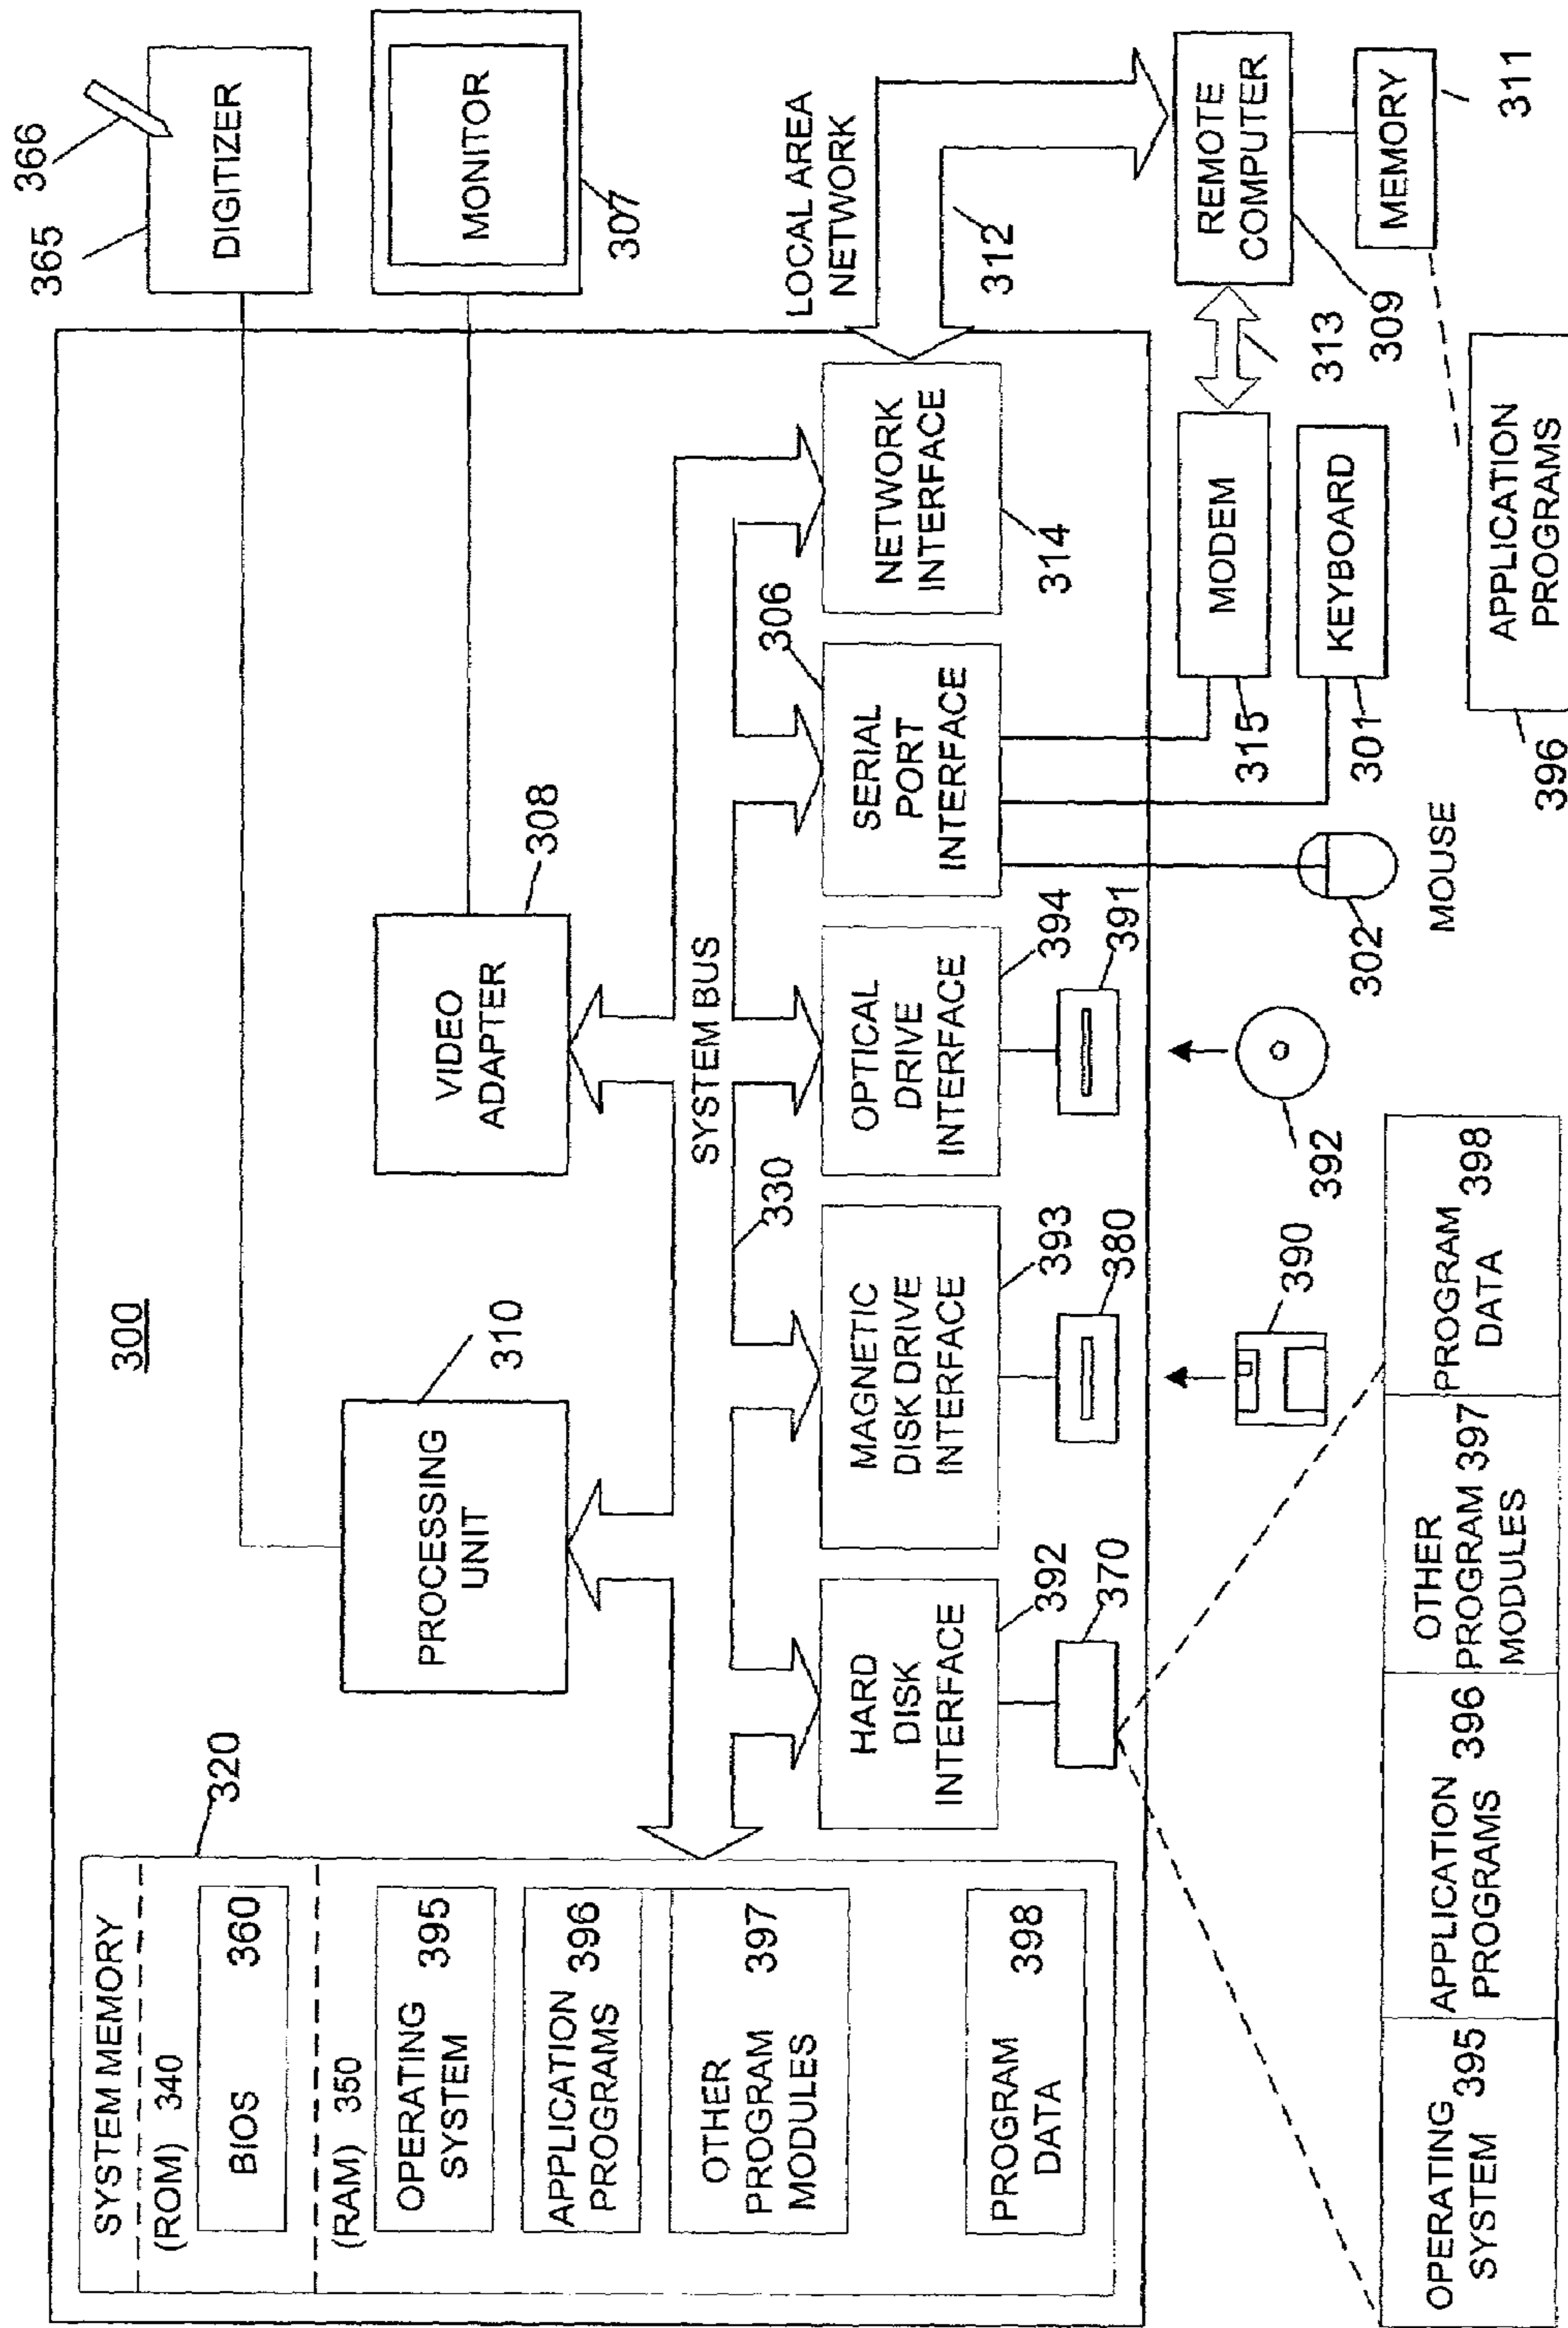 300
SYSTEM MEMORY
(ROM) 340
BIOS 360
(RAM) 350
OPERATING
SYSTEM 395
APPLICATION
PROGRAMS 396
OTHER
PROGRAM
MODULES
397
PROGRAM
DATA
398
320
PROCESSING
UNIT
310
VIDEO
ADAPTER
308
365
366
DIGITIZER
MONITOR
307
SYSTEM BUS
330
306
HARD
DISK
INTERFACE
392
370
MAGNETIC
DISK DRIVE
INTERFACE
393
380
OPTICAL
DRIVE
INTERFACE
394
391
SERIAL
PORT
INTERFACE
NETWORK
INTERFACE
314
LOCAL AREA
NETWORK
312
REMOTE
COMPUTER
309
313
MODEM
315
KEYBOARD
301
MEMORY
311
390
392
302
MOUSE
OPERATING
SYSTEM 395
APPLICATION
PROGRAMS 396
OTHER
PROGRAM 397
MODULES
PROGRAM
DATA 398
396
APPLICATION
PROGRAMS